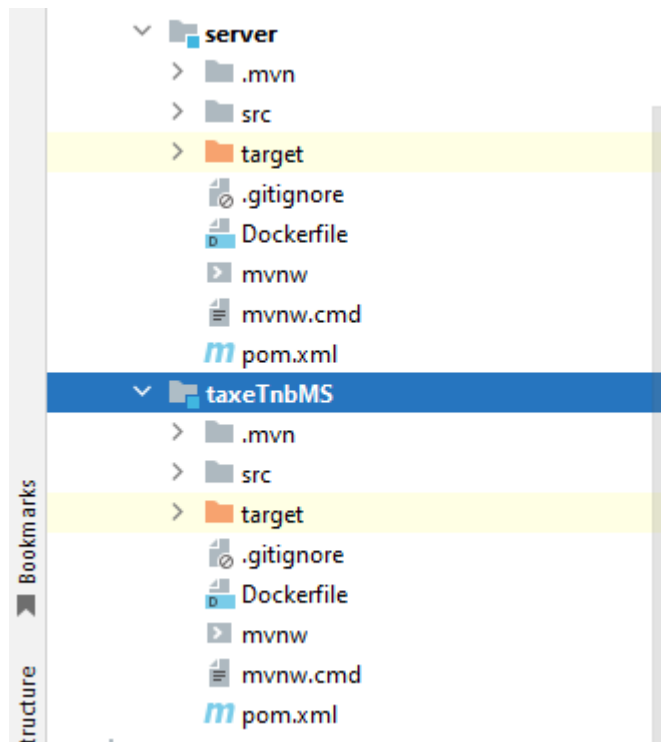 server
.mvn
src
target
.gitignore
Dockerfile
mvnw
mvnw.cmd
pom.xml
taxeTnbMS
.mvn
src
target
.gitignore
Dockerfile
mvnw
mvnw.cmd
pom.xml
Bookmarks
tructure